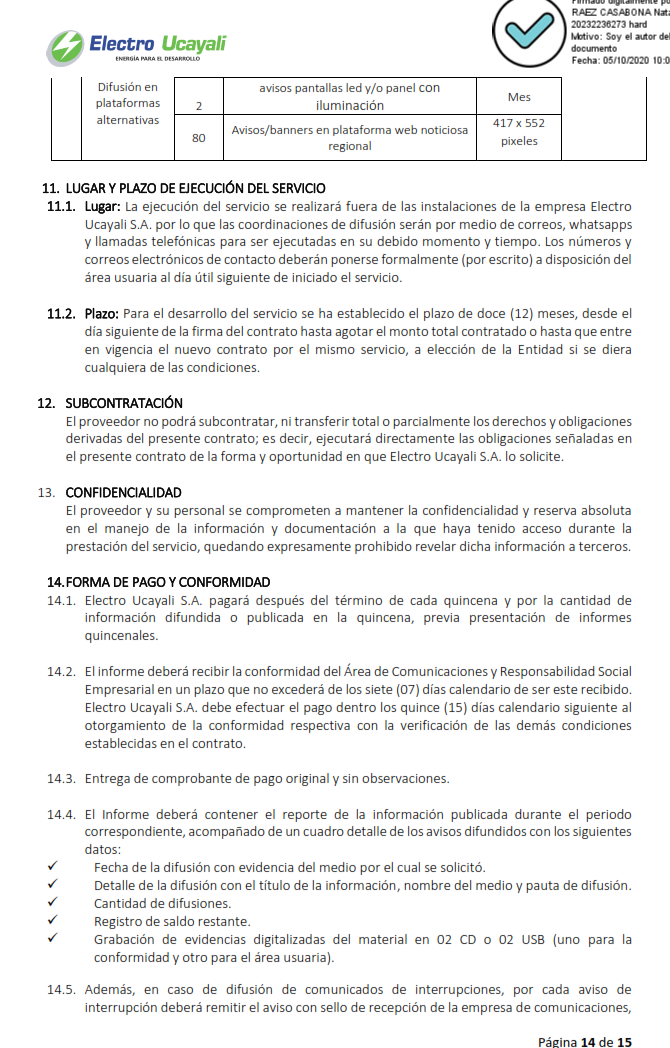 Firmado digitalmente po
RAEZ CASABONA Nata
20232236273 hard
Motivo: Soy el autor del
documento
Fecha: 05/10/2020 10:0
Electro Ucayali
ENERGÍA PARA EL DESARROLLO
Difusión en
plataformas
alternativas
2
avisos pantallas led y/o panel con
iluminación
Mes
80
Avisos/banners en plataforma web noticiosa
regional
417 x 552
pixeles
11. LUGAR Y PLAZO DE EJECUCIÓN DEL SERVICIO
11.1. Lugar: La ejecución del servicio se realizará fuera de las instalaciones de la empresa Electro
Ucayali S.A. por lo que las coordinaciones de difusión serán por medio de correos, whatsapps
y llamadas telefónicas para ser ejecutadas en su debido momento y tiempo. Los números y
correos electrónicos de contacto deberán ponerse formalmente (por escrito) a disposición del
área usuaria al día útil siguiente de iniciado el servicio.
11.2. Plazo: Para el desarrollo del servicio se ha establecido el plazo de doce (12) meses, desde el
día siguiente de la firma del contrato hasta agotar el monto total contratado o hasta que entre
en vigencia el nuevo contrato por el mismo servicio, a elección de la Entidad si se diera
cualquiera de las condiciones.
12. SUBCONTRATACIÓN
El proveedor no podrá subcontratar, ni transferir total o parcialmente los derechos y obligaciones
derivadas del presente contrato; es decir, ejecutará directamente las obligaciones señaladas en
el presente contrato de la forma y oportunidad en que Electro Ucayali S.A. lo solicite.
13. CONFIDENCIALIDAD
El proveedor y su personal se comprometen a mantener la confidencialidad y reserva absoluta
en el manejo de la información y documentación a la que haya tenido acceso durante la
prestación del servicio, quedando expresamente prohibido revelar dicha información a terceros.
14. FORMA DE PAGO Y CONFORMIDAD
14.1. Electro Ucayali S.A. pagará después del término de cada quincena y por la cantidad de
información difundida o publicada en la quincena, previa presentación de informes
quincenales.
14.2. El informe deberá recibir la conformidad del Área de Comunicaciones y Responsabilidad Social
Empresarial en un plazo que no excederá de los siete (07) días calendario de ser este recibido.
Electro Ucayali S.A. debe efectuar el pago dentro los quince (15) días calendario siguiente al
otorgamiento de la conformidad respectiva con la verificación de las demás condiciones
establecidas en el contrato.
14.3. Entrega de comprobante de pago original y sin observaciones.
14.4. El Informe deberá contener el reporte de la información publicada durante el periodo
correspondiente, acompañado de un cuadro detalle de los avisos difundidos con los siguientes
datos:
✓ Fecha de la difusión con evidencia del medio por el cual se solicitó.
✓ Detalle de la difusión con el título de la información, nombre del medio y pauta de difusión.
✓ Cantidad de difusiones.
✓ Registro de saldo restante.
✓ Grabación de evidencias digitalizadas del material en 02 CD o 02 USB (uno para la
conformidad y otro para el área usuaria).
14.5. Además, en caso de difusión de comunicados de interrupciones, por cada aviso de
interrupción deberá remitir el aviso con sello de recepción de la empresa de comunicaciones,
Página 14 de 15